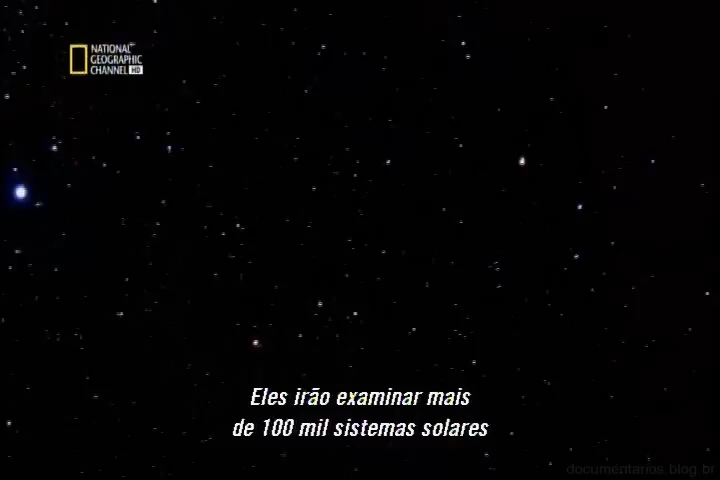 NATIONAL
GEOGRAPHIC
CHANNEL HD
Eles irão examinar mais
de 100 mil sistemas solares
documentarios.blog.br